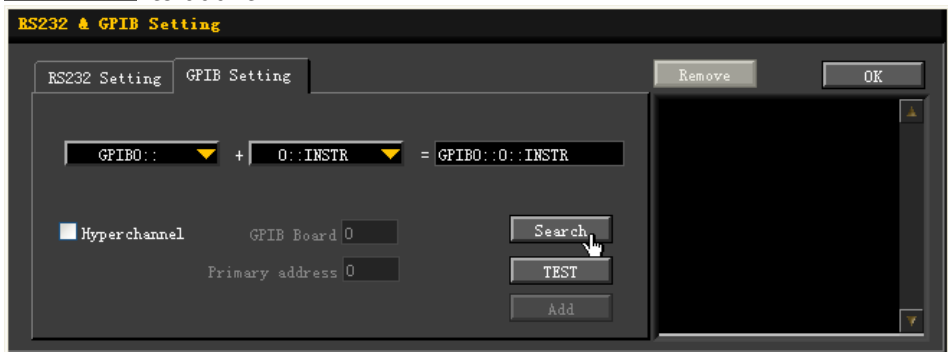 RS232 & GPIB Setting
RS232 Setting GPIB Setting Remove OK
GPIB0:: + 0::INSTR = GPIB0::0::INSTR
Hyperchannel GPIB Board 0 Search
Primary address 0 TEST
Add